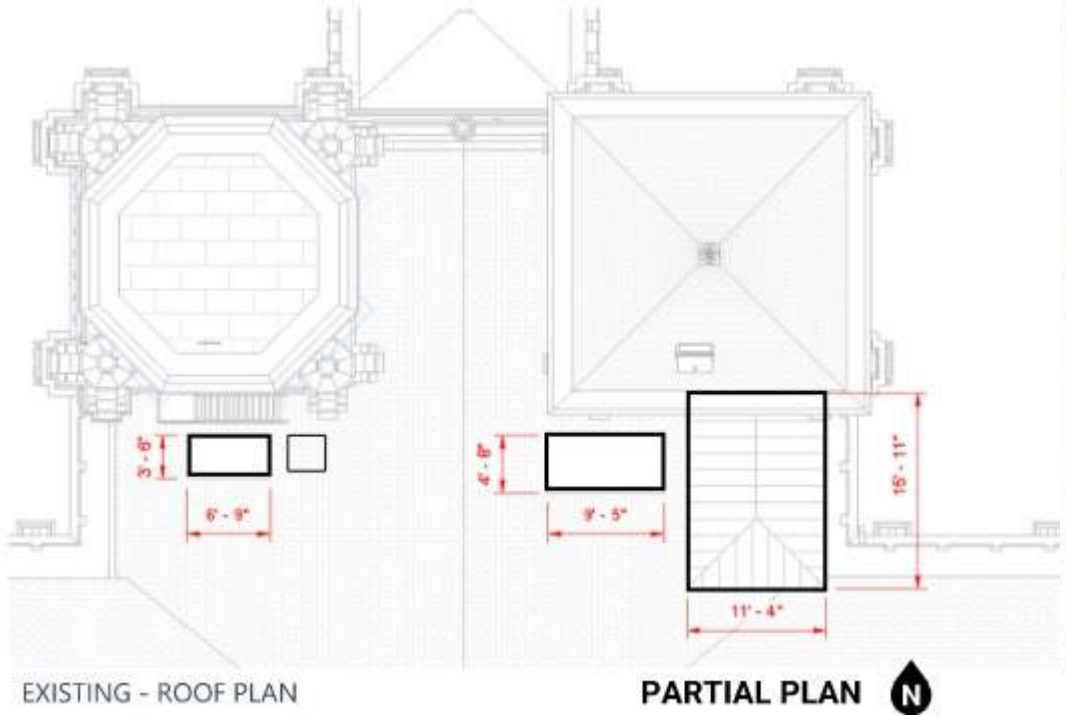 3' - 6"
6' - 9"
4' - 8"
9' - 5"
15' - 11"
11' - 4"
EXISTING - ROOF PLAN
PARTIAL PLAN N